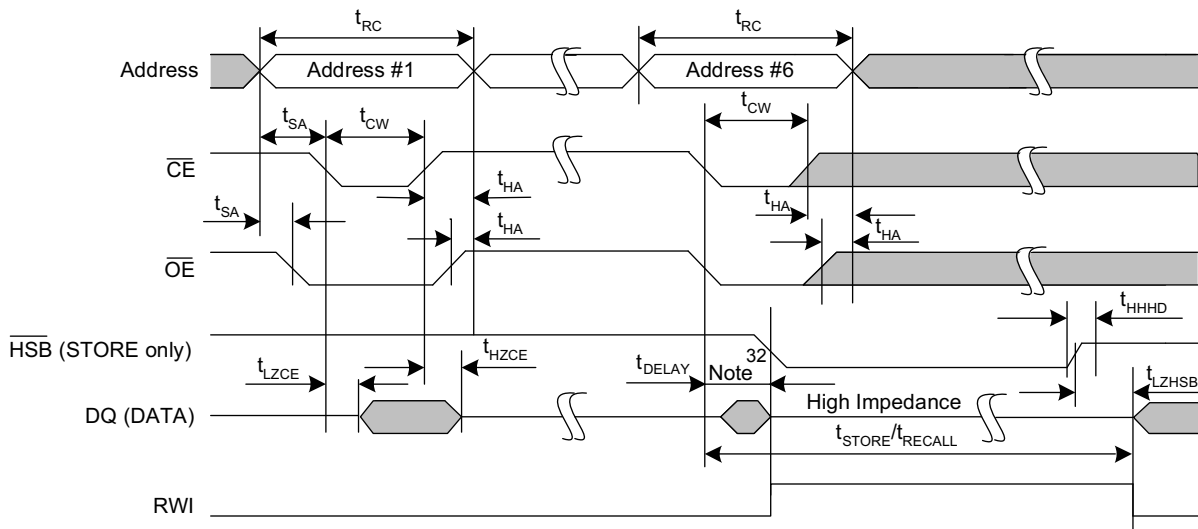 tRC tRC
Address Address #1 Address #6
tCW
tSA tCW
CE
tHA
tSA tHA
tHA tHA
OE
tHHHD
HSB (STORE only)
tHZCE 32
tLZCE tDELAY Note tLZHSB
DQ (DATA) High Impedance
tSTORE/tRECALL
RWI